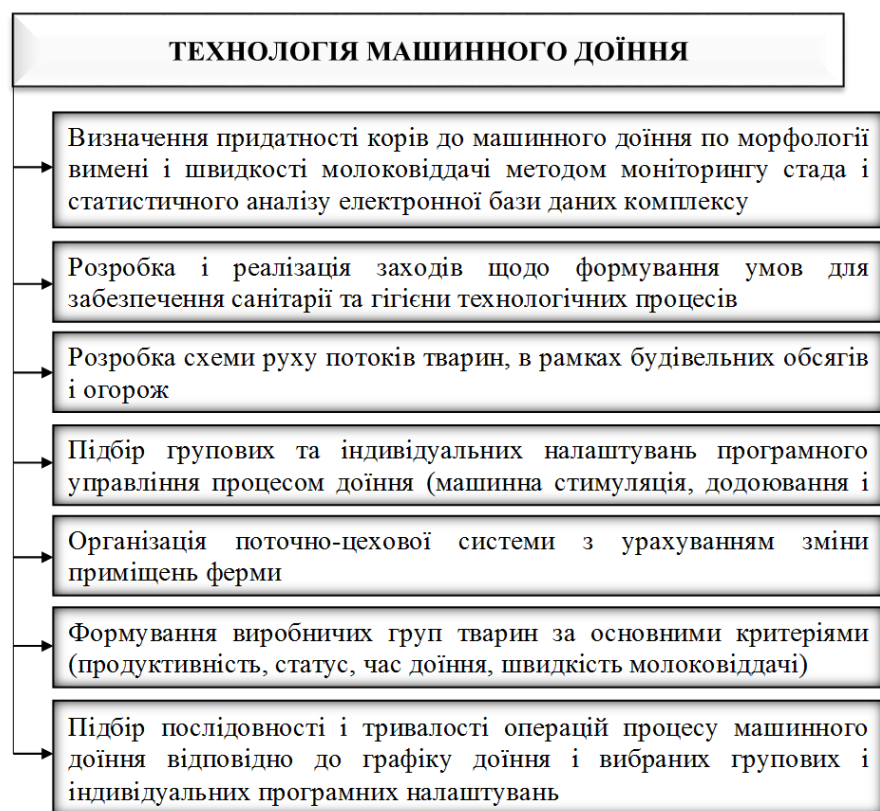 ТЕХНОЛОГІЯ МАШИННОГО ДОЇННЯ
Визначення придатності корів до машинного доїння по морфології
вимені і швидкості молоковіддачі методом моніторингу стада і
статистичного аналізу електронної бази даних комплексу
Розробка і реалізація заходів щодо формування умов для
забезпечення санітарії та гігієни технологічних процесів
Розробка схеми руху потоків тварин, в рамках будівельних обсягів
і огорож
Підбір групових та індивідуальних налаштувань програмного
управління процесом доїння (машинна стимуляція, додоювання і
Організація поточно-цехової системи з урахуванням зміни
приміщень ферми
Формування виробничих груп тварин за основними критеріями
(продуктивність, статус, час доїння, швидкість молоковіддачі)
Підбір послідовності і тривалості операцій процесу машинного
доїння відповідно до графіку доїння і вибраних групових і
індивідуальних програмних налаштувань